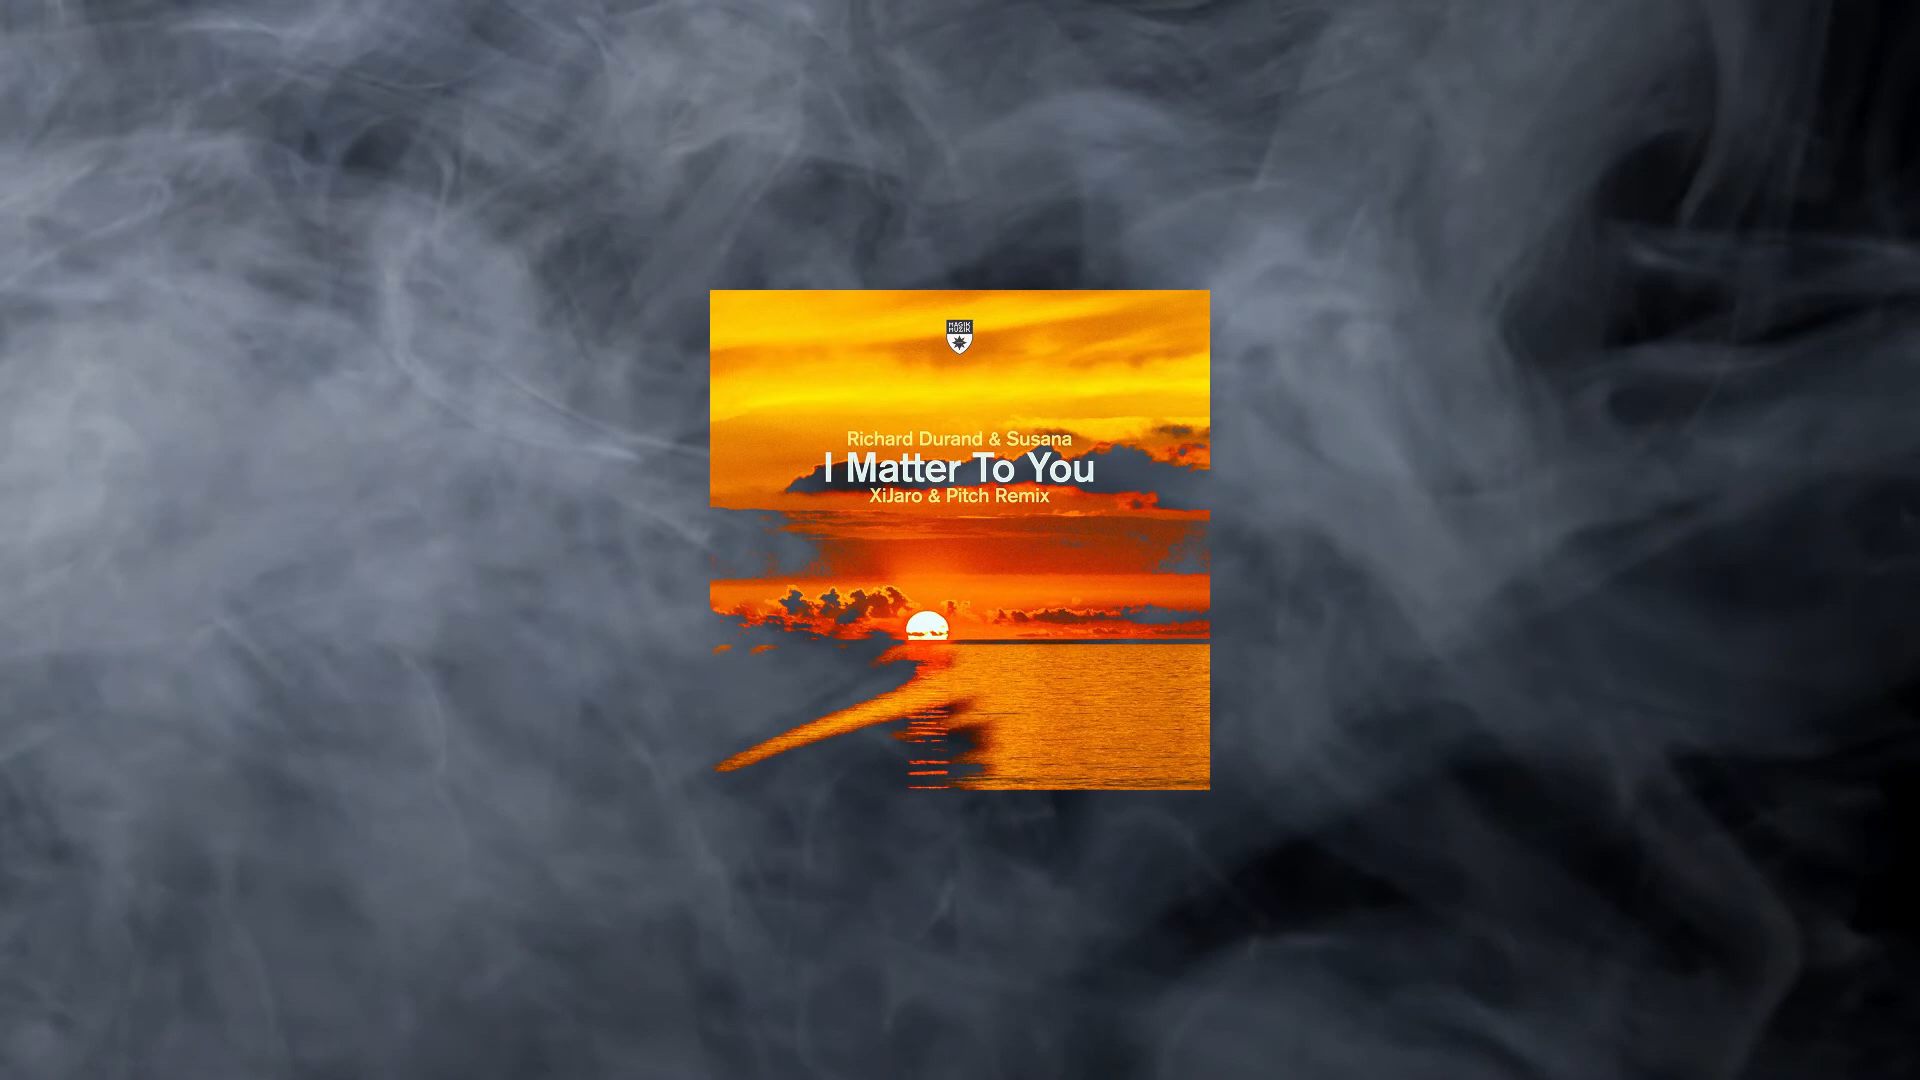 MAGIK
MUZIK
Richard Durand & Susana
I Matter To You
XiJaro & Pitch Remix